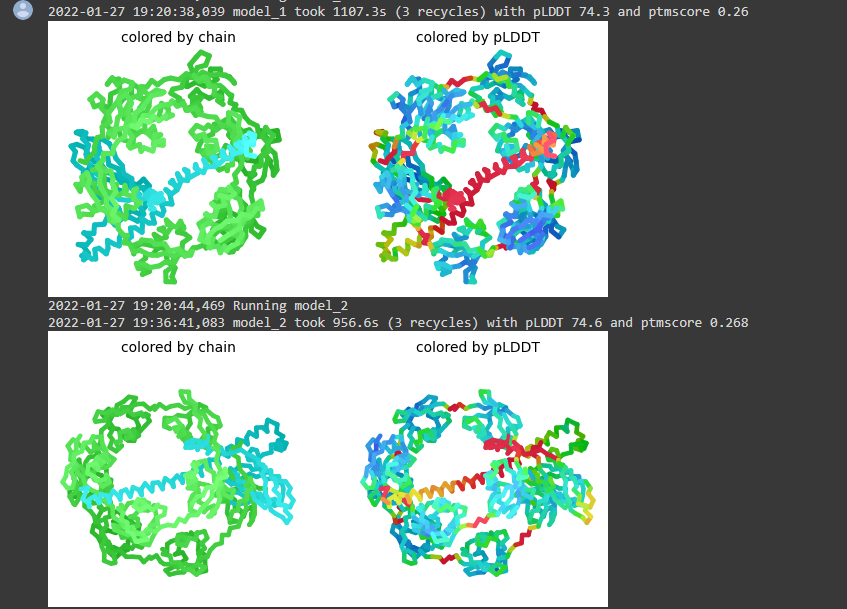 2022-01-27 19:20:38,039 model_1 took 1107.3s (3 recycles) with pLDDT 74.3 and ptmscore 0.26
colored by chain
colored by pLDDT
2022-01-27 19:20:44,469 Running model_2
2022-01-27 19:36:41,083 model_2 took 956.6s (3 recycles) with pLDDT 74.6 and ptmscore 0.268
colored by chain
colored by pLDDT